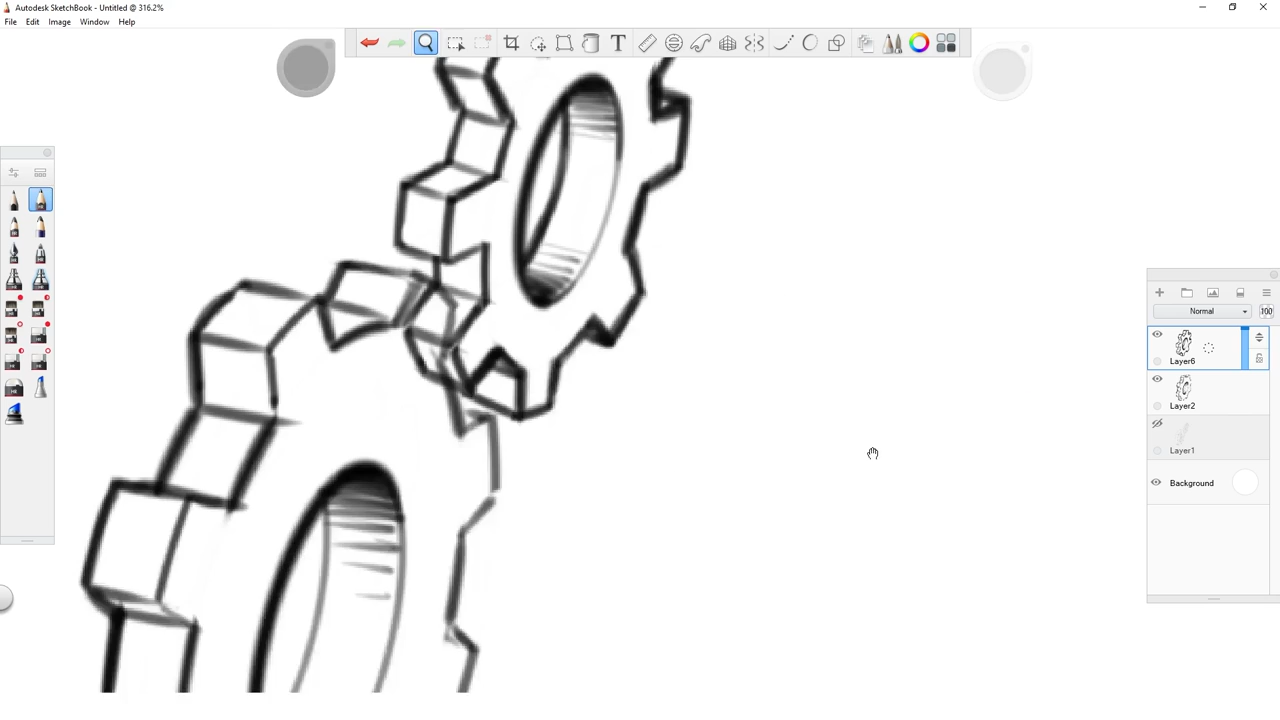 Autodesk SketchBook - Untitled @ 316.2%
File Edit Image Window Help
T
Normal 100
Layer6
Layer2
Layer1
Background